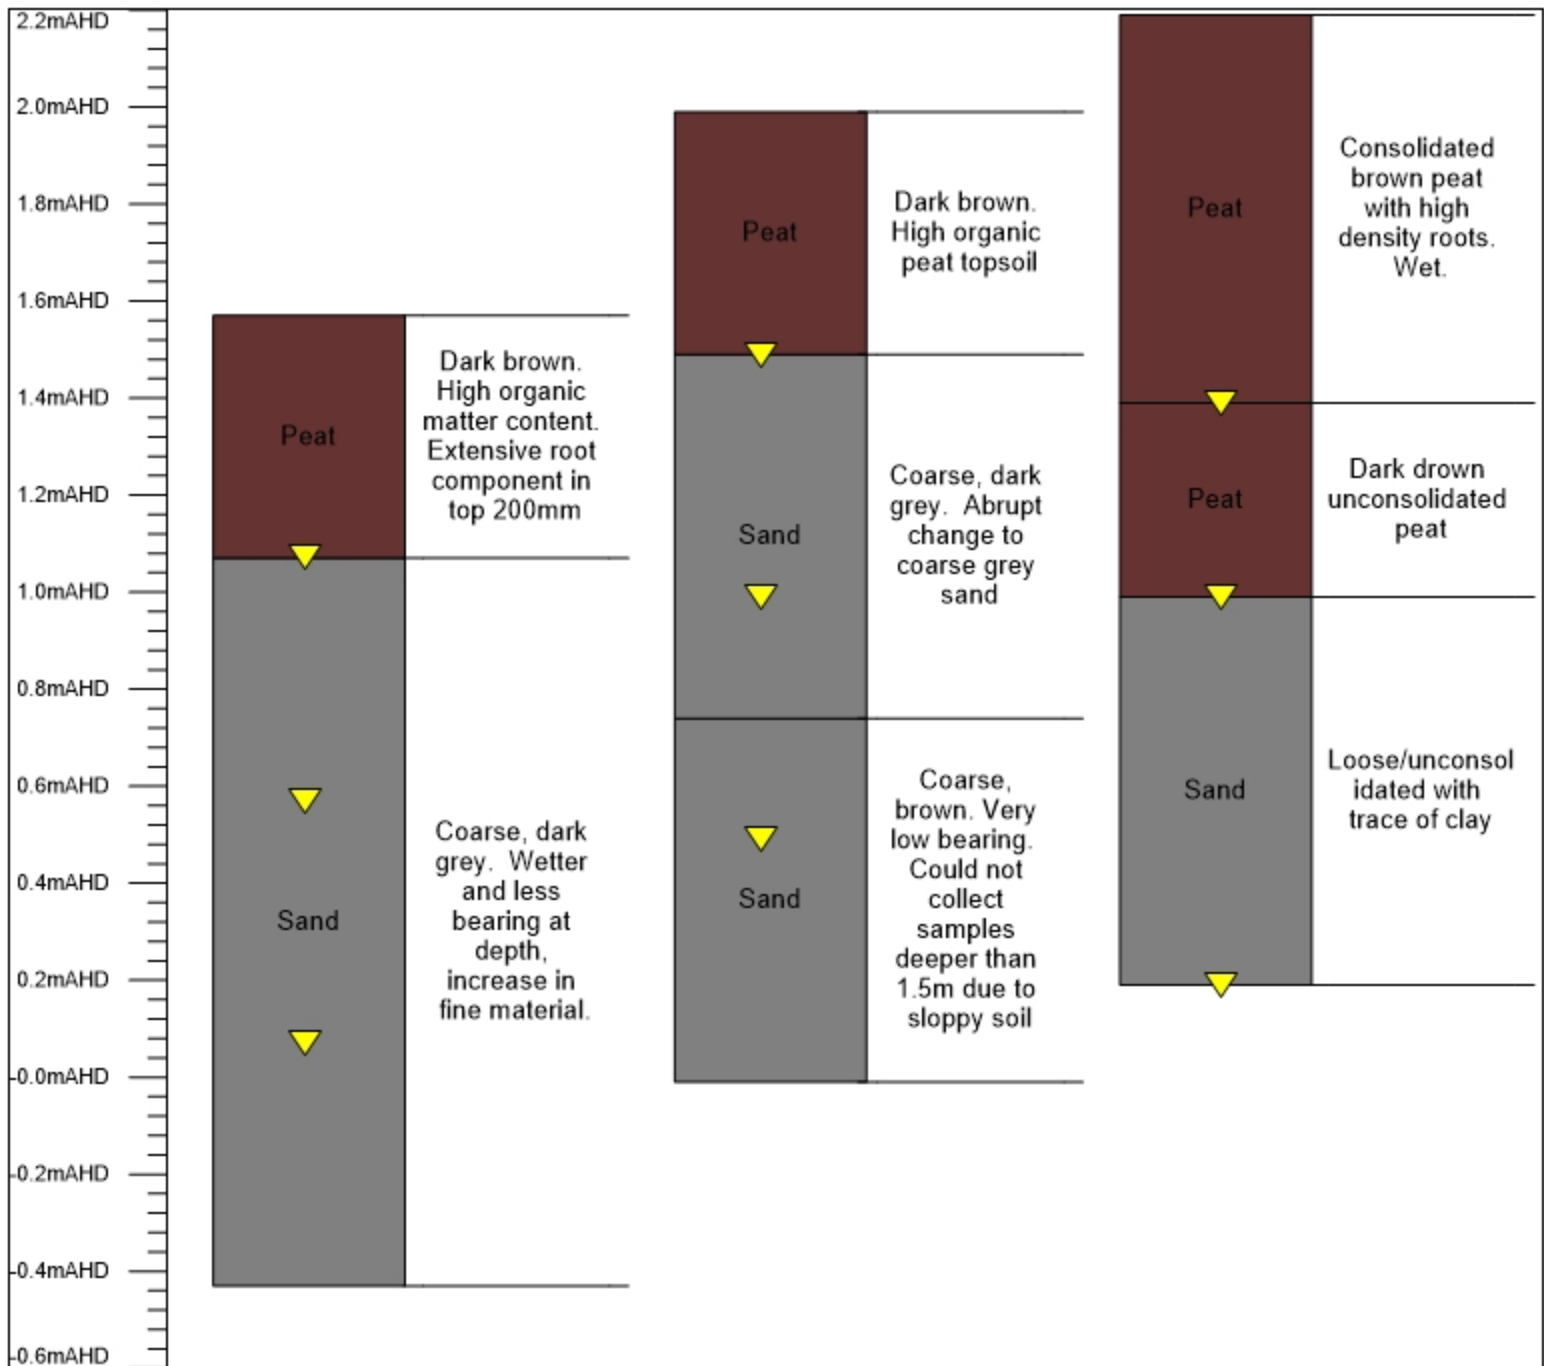 2.2mAHD
2.0mAHD
1.8mAHD
1.6mAHD
1.4mAHD
1.2mAHD
1.0mAHD
0.8mAHD
0.6mAHD
0.4mAHD
0.2mAHD
-0.0mAHD
-0.2mAHD
-0.4mAHD
-0.6mAHD
Peat
Dark brown.
High organic
matter content.
Extensive root
component in
top 200mm
Sand
Coarse, dark
grey.  Wetter
and less
bearing at
depth,
increase in
fine material.
Peat
Dark brown.
High organic
peat topsoil
Sand
Coarse, dark
grey.  Abrupt
change to
coarse grey
sand
Sand
Coarse,
brown. Very
low bearing.
Could not
collect
samples
deeper than
1.5m due to
sloppy soil
Peat
Consolidated
brown peat
with high
density roots.
Wet.
Peat
Dark drown
unconsolidated
peat
Sand
Loose/unconsol
idated with
trace of clay